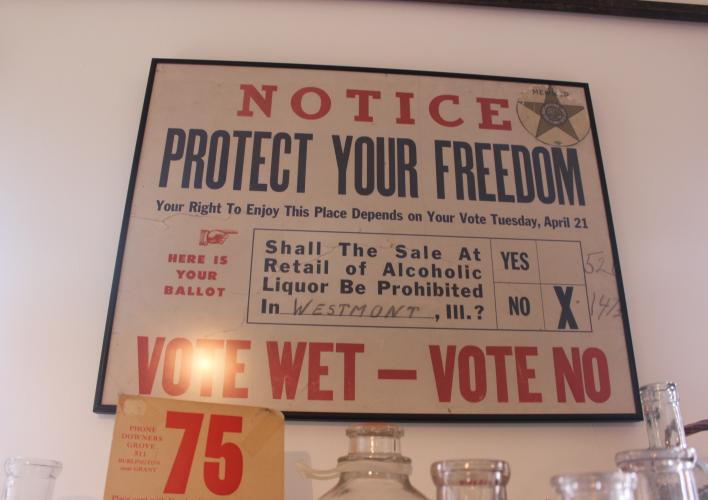 NOTICE
PROTECT YOUR FREEDOM
Your Right To Enjoy This Place Depends on Your Vote Tuesday, April 21
HERE IS
YOUR
BALLOT
Shall The Sale At
Retail of Alcoholic
Liquor Be Prohibited
In WESTMONT, Ill.?
YES
NO X
VOTE WET — VOTE NO
PHONE
DOWNERS
GROVE
511
BURLINGTON
near GRANT
75